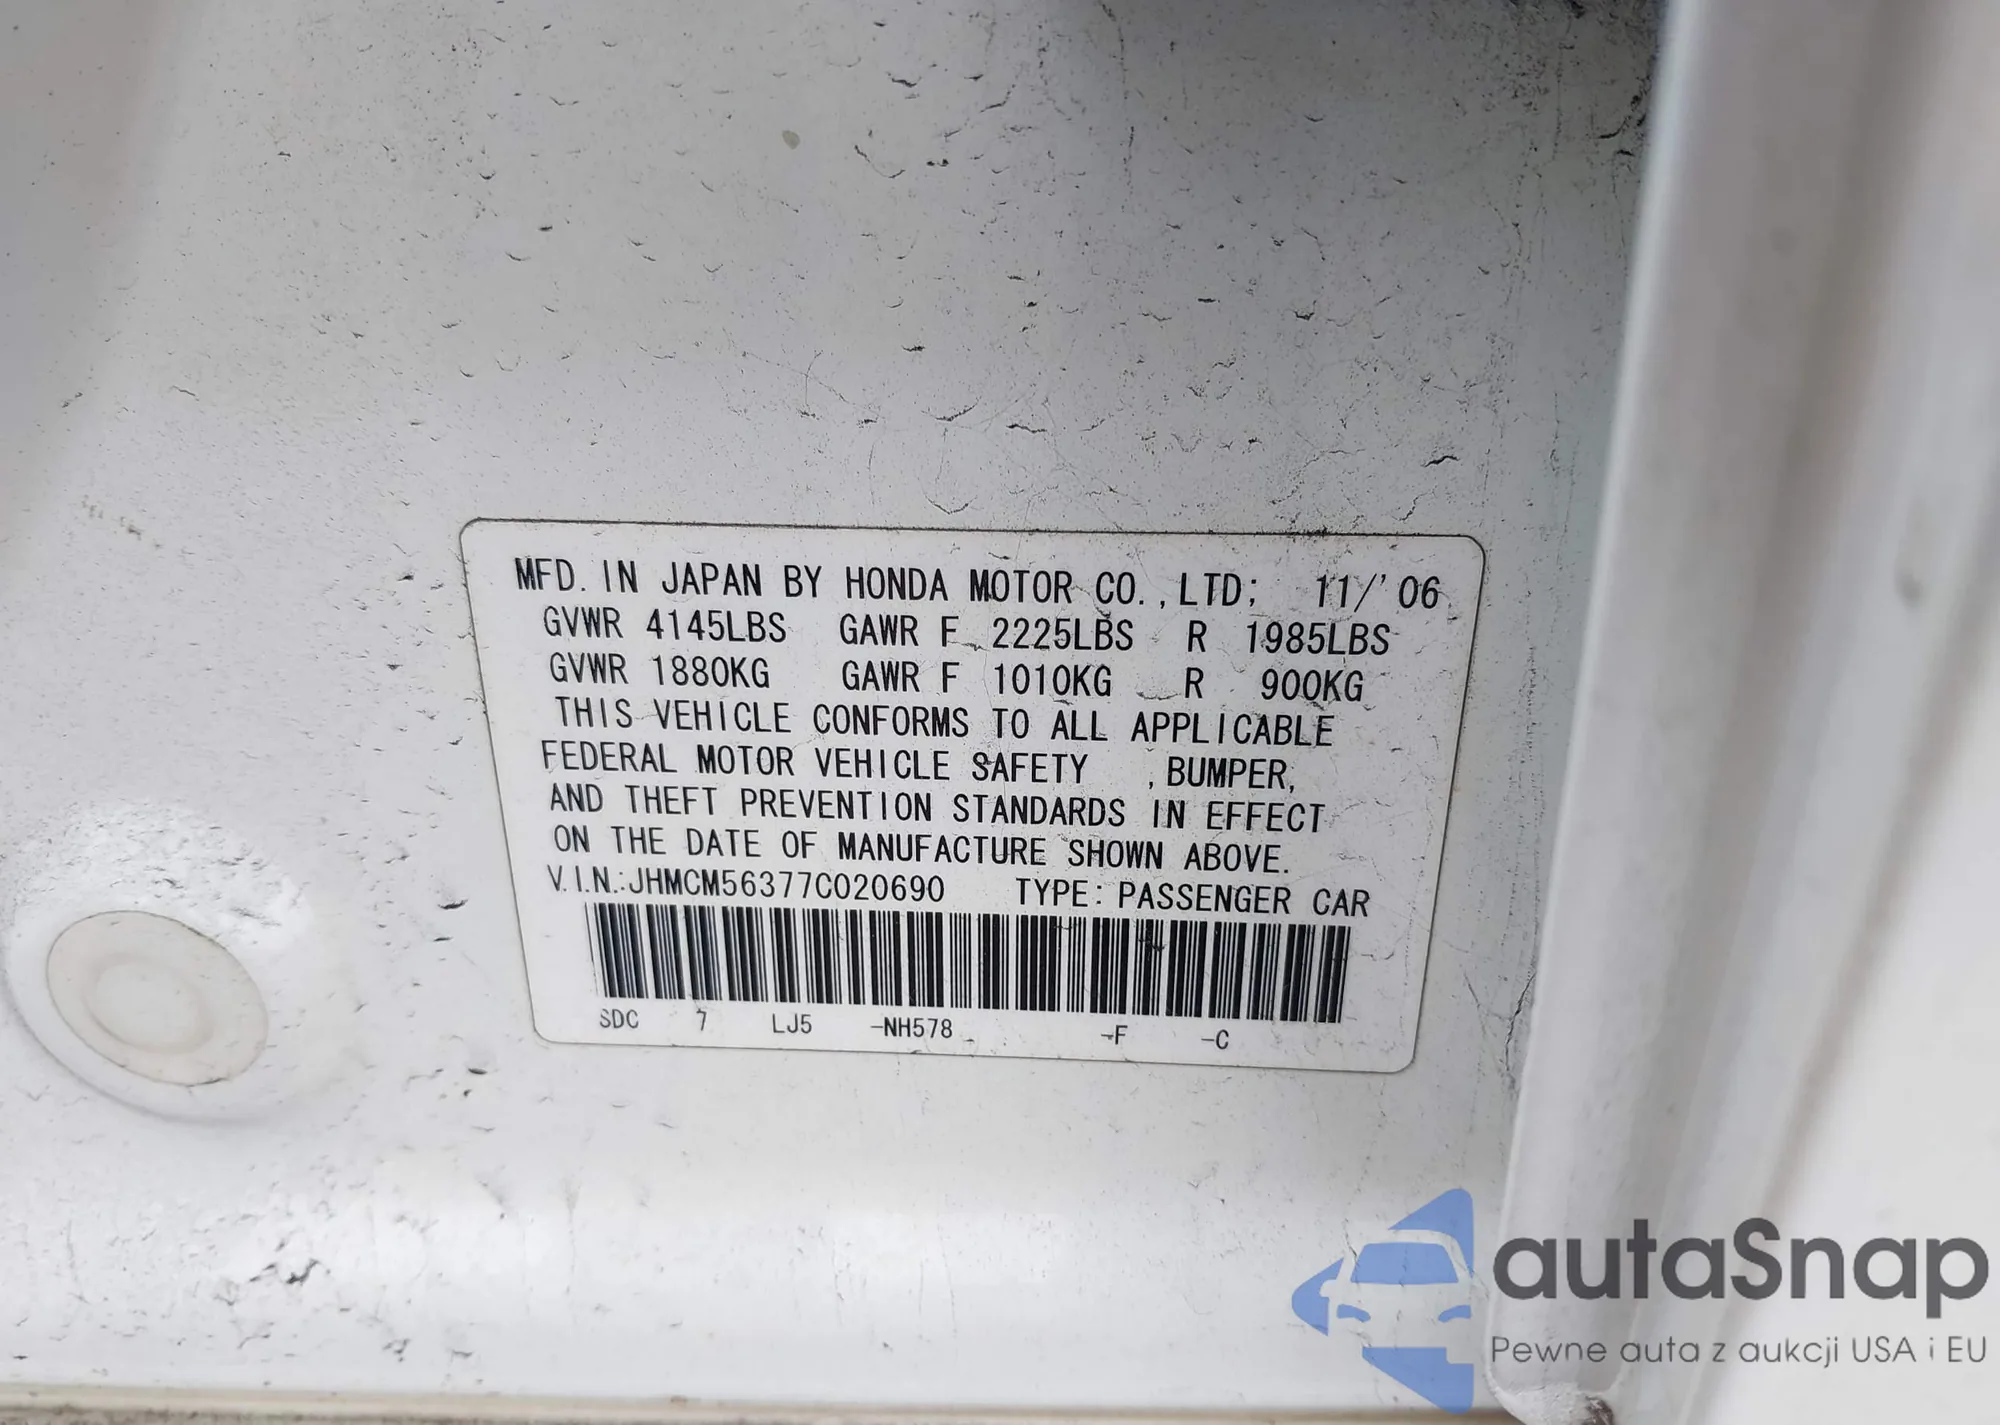 MFD. IN JAPAN BY HONDA MOTOR CO., LTD; 11/'06
GVWR 4145LBS GAWR F 2225LBS R 1985LBS
GVWR 1880KG GAWR F 1010KG R 900KG
THIS VEHICLE CONFORMS TO ALL APPLICABLE
FEDERAL MOTOR VEHICLE SAFETY , BUMPER,
AND THEFT PREVENTION STANDARDS IN EFFECT
ON THE DATE OF MANUFACTURE SHOWN ABOVE.
V.I.N.:JHMCM56377C020690 TYPE: PASSENGER CAR
SDC 7 LJ5 -NH578 -F -C
autaSnap
Pewne auta z aukcji USA i EU